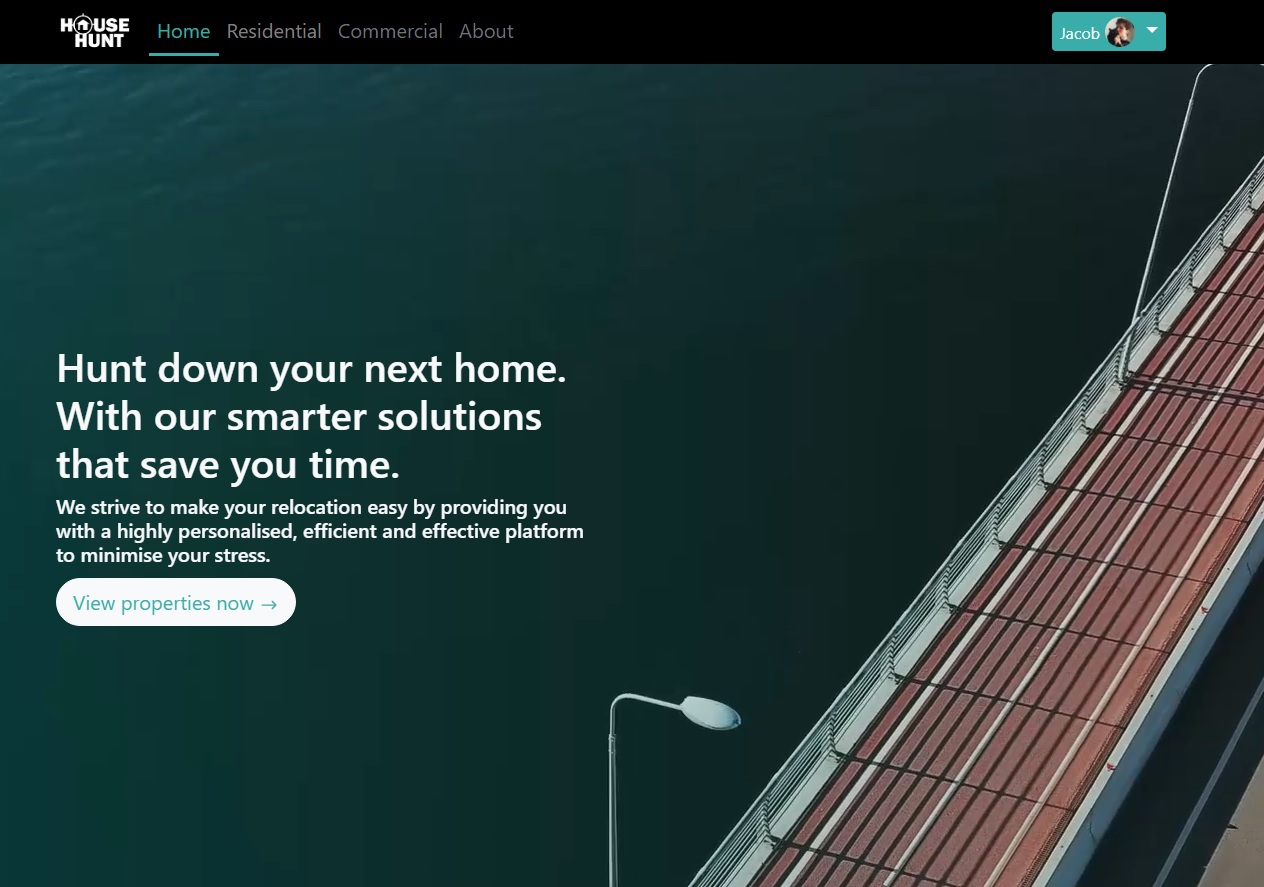 HOUSE
HUNT
Home Residential Commercial About
Jacob
Hunt down your next home.
With our smarter solutions
that save you time.
We strive to make your relocation easy by providing you
with a highly personalised, efficient and effective platform
to minimise your stress.
View properties now →